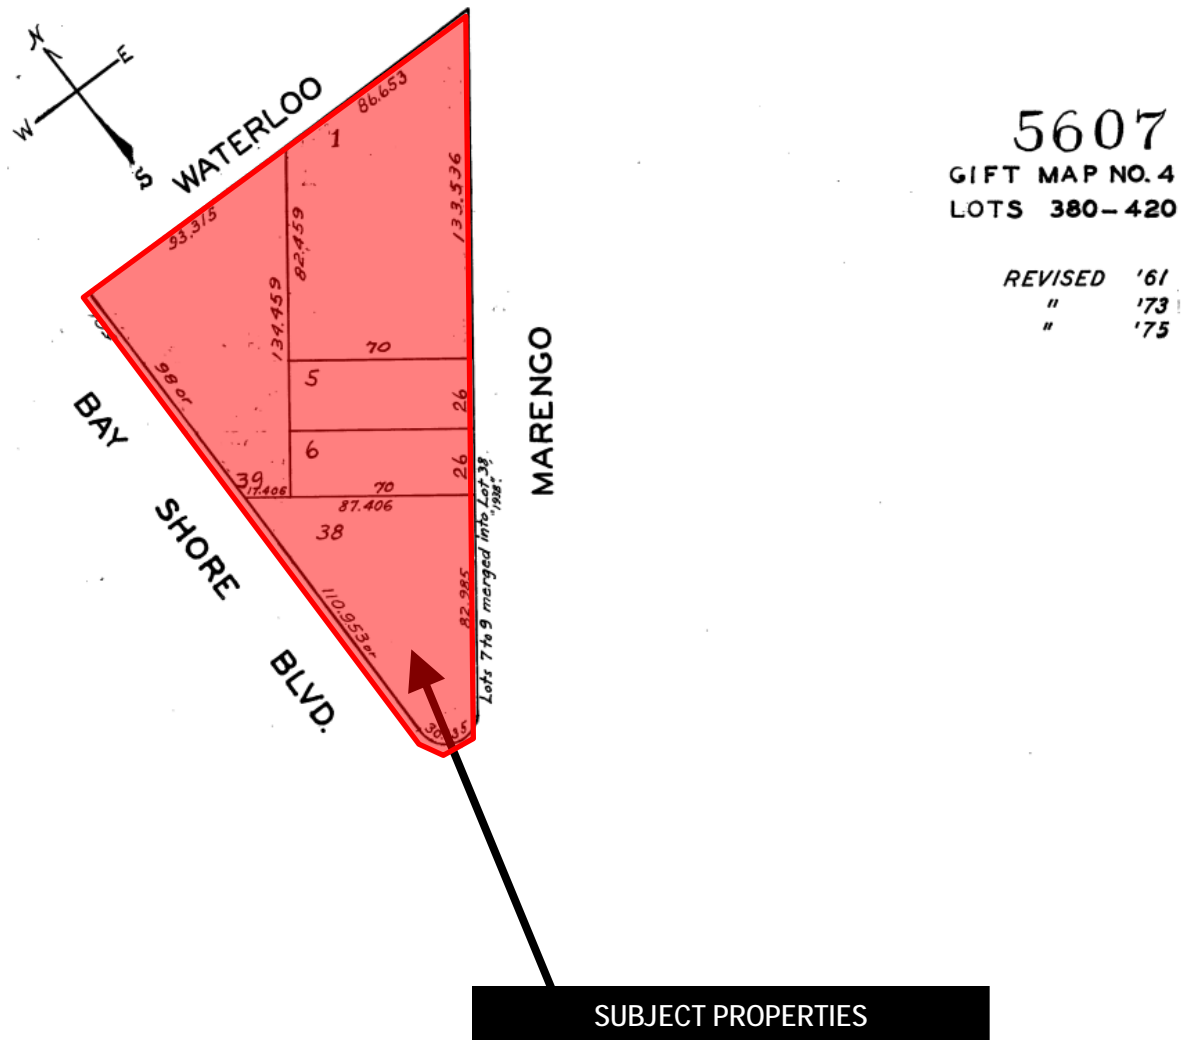 N
E
W
S
WATERLOO
86.653
1
93.315
82.459
133.536
134.459
5607
GIFT MAP NO. 4
LOTS 380-420
REVISED '61
" '73
" '75
70
5
26
98 or
6
26
39
17.406
70
87.406
38
BAY
SHORE
BLVD.
MARENGO
Lots 7 to 9 merged into Lot 38,
"1938".
82.985
110.953 or
SUBJECT PROPERTIES